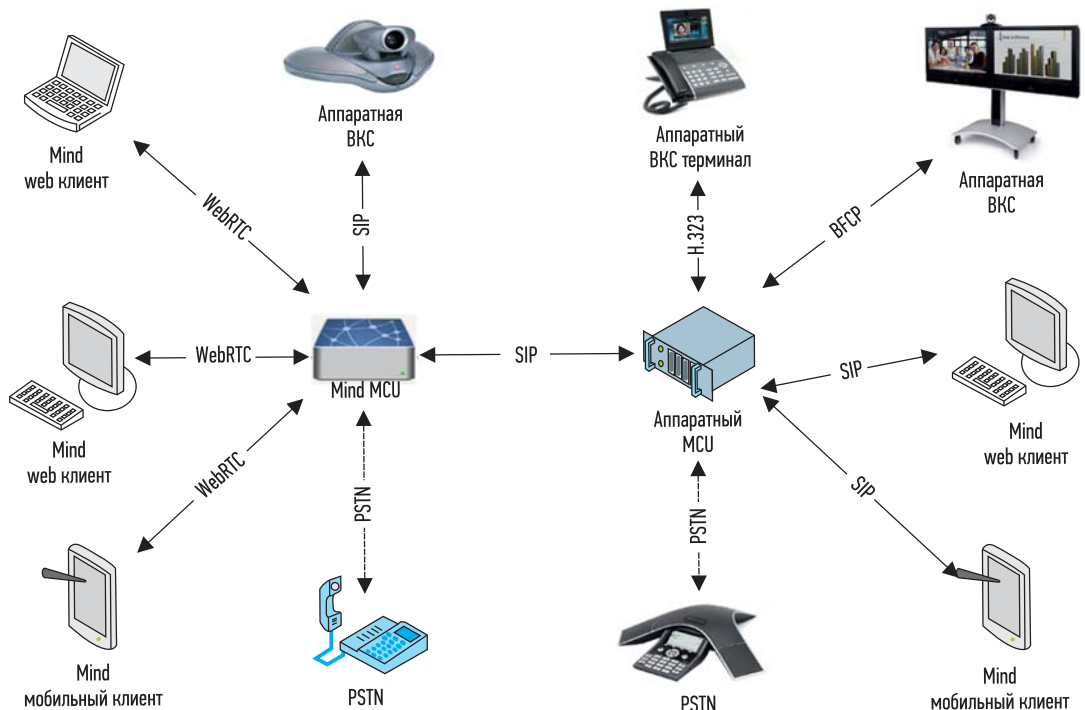 Аппаратная
ВКС
Аппаратный
ВКС терминал
Mind
web клиент
Аппаратная
ВКС
WebRTC
SIP
H.323
BFCP
WebRTC
SIP
SIP
Mind MCU
Аппаратный
MCU
Mind
web клиент
Mind
web клиент
WebRTC
PSTN
PSTN
SIP
Mind
мобильный клиент
PSTN
PSTN
Mind
мобильный клиент